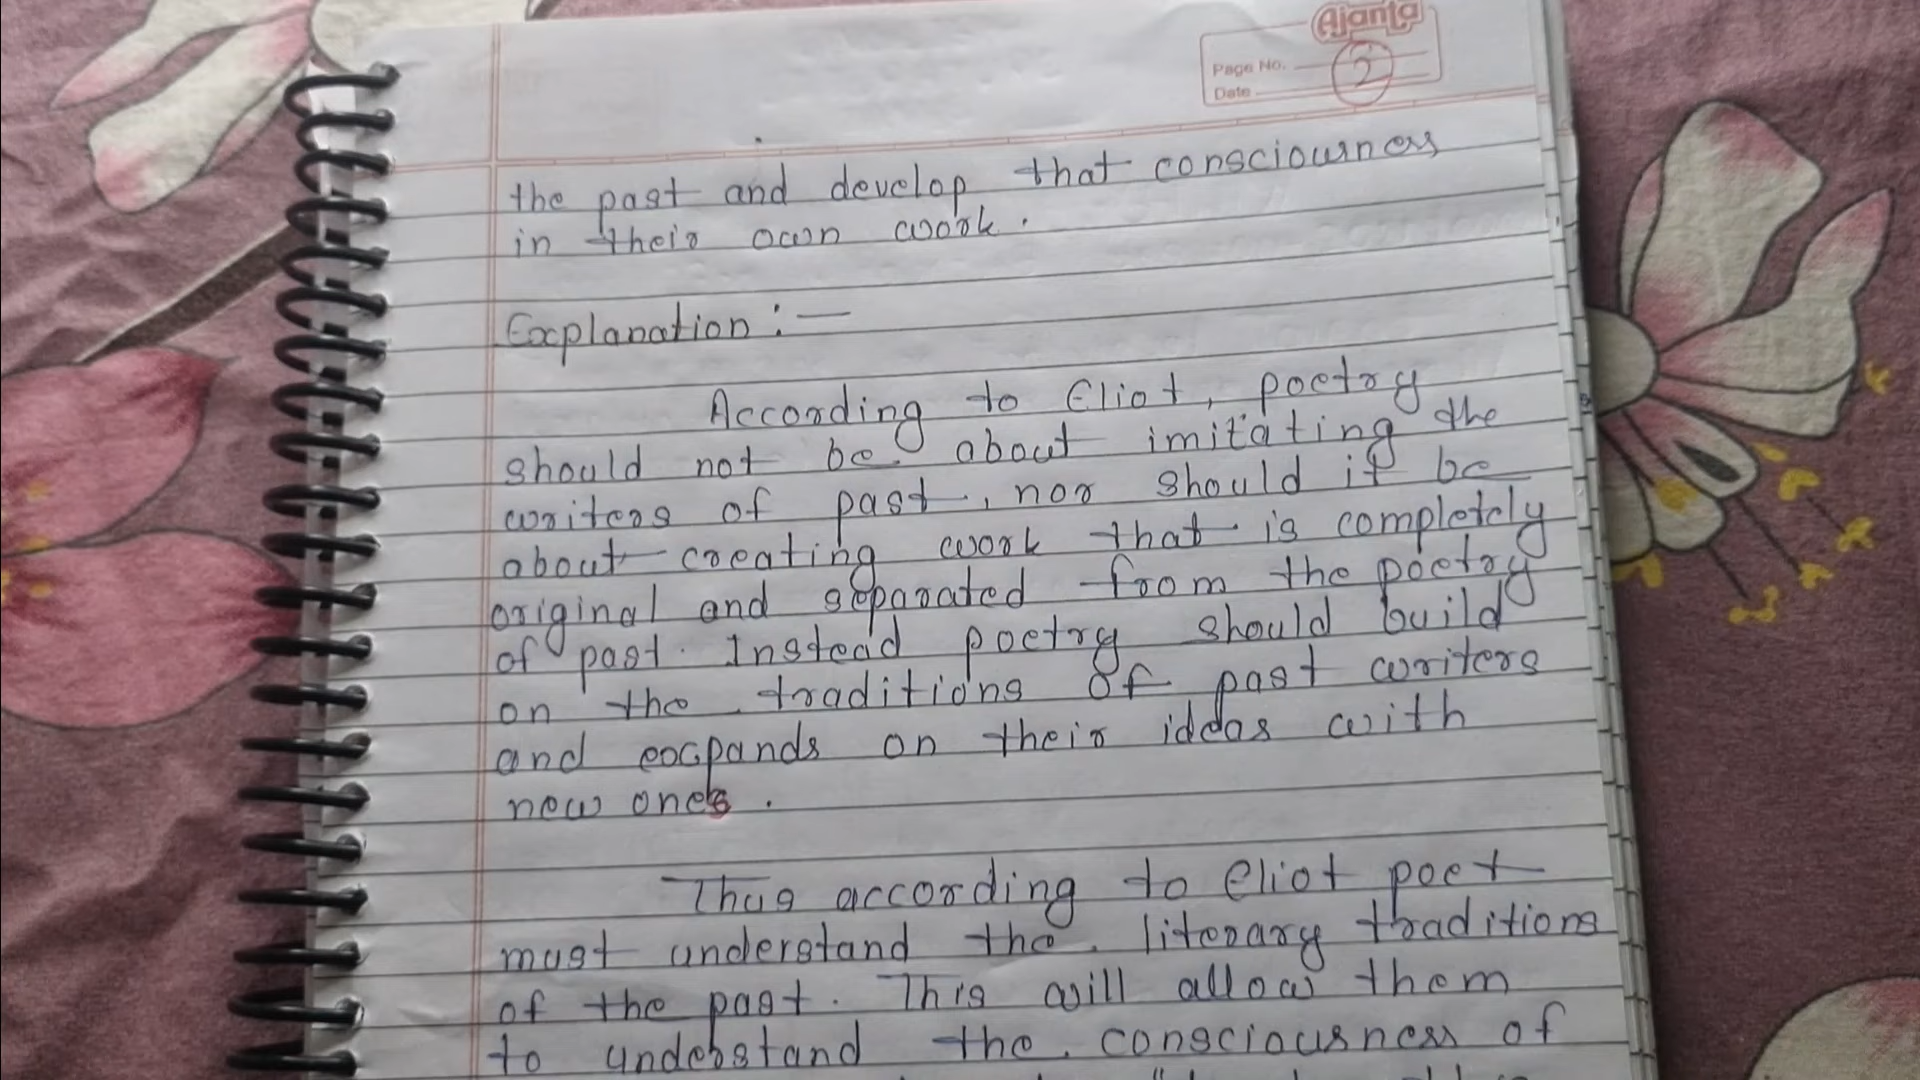 Ajanta
Page No. 2
Date
the past and develop that consciousness
in their own work.
Explanation :—
According to Eliot, poetry
should not be about imitating the
writers of past, nor should it be
about creating work that is completely
original and separated from the poetry
of past. Instead poetry should build
on the traditions of past writers
and expands on their ideas with
new ones.
Thus according to Eliot poet
must understand the literary traditions
of the past. This will allow them
to understand the consciousness of